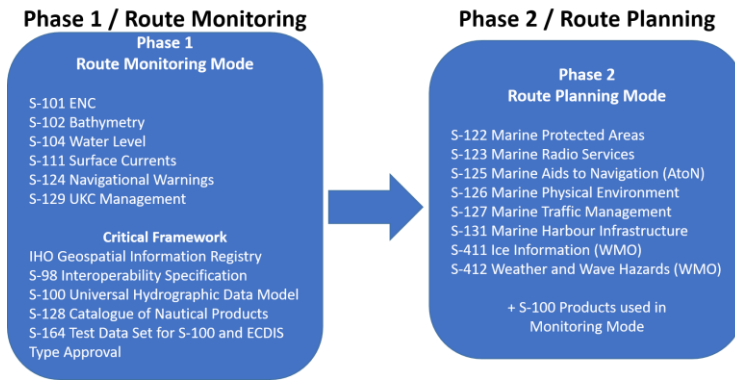 Phase 1 / Route Monitoring
Phase 1
Route Monitoring Mode
S-101 ENC
S-102 Bathymetry
S-104 Water Level
S-111 Surface Currents
S-124 Navigational Warnings
S-129 UKC Management
Critical Framework
IHO Geospatial Information Registry
S-98 Interoperability Specification
S-100 Universal Hydrographic Data Model
S-128 Catalogue of Nautical Products
S-164 Test Data Set for S-100 and ECDIS
Type Approval
Phase 2 / Route Planning
Phase 2
Route Planning Mode
S-122 Marine Protected Areas
S-123 Marine Radio Services
S-125 Marine Aids to Navigation (AtoN)
S-126 Marine Physical Environment
S-127 Marine Traffic Management
S-131 Marine Harbour Infrastructure
S-411 Ice Information (WMO)
S-412 Weather and Wave Hazards (WMO)
+ S-100 Products used in
Monitoring Mode